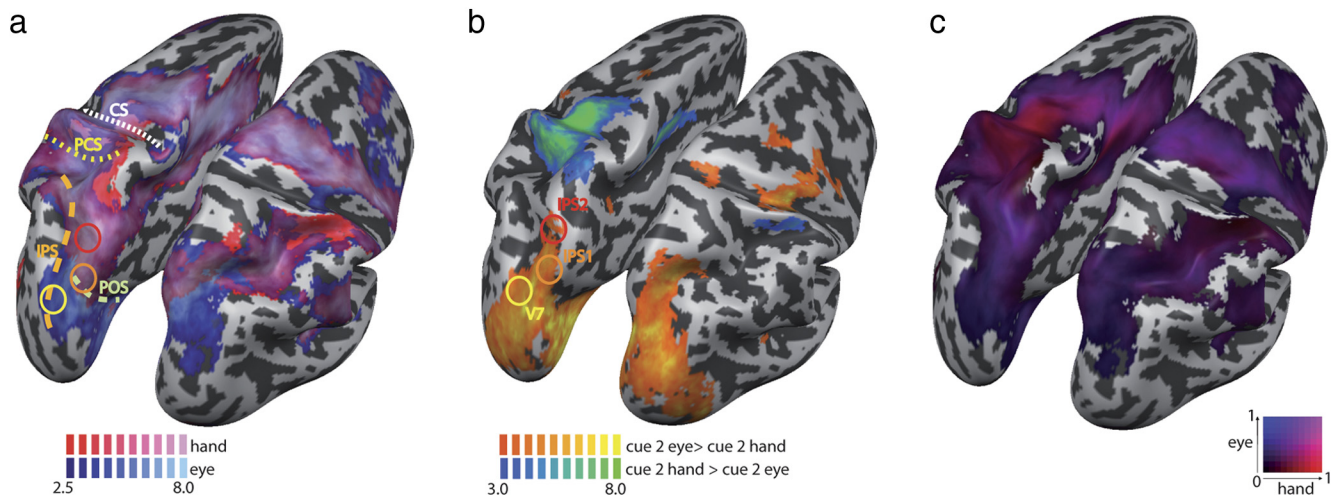 a
b
c
CS
PCS
IPS
POS
IPS2
IPS1
V7
hand
eye
2.5 8.0
cue 2 eye> cue 2 hand
cue 2 hand > cue 2 eye
3.0 8.0
1
eye
0 1
hand